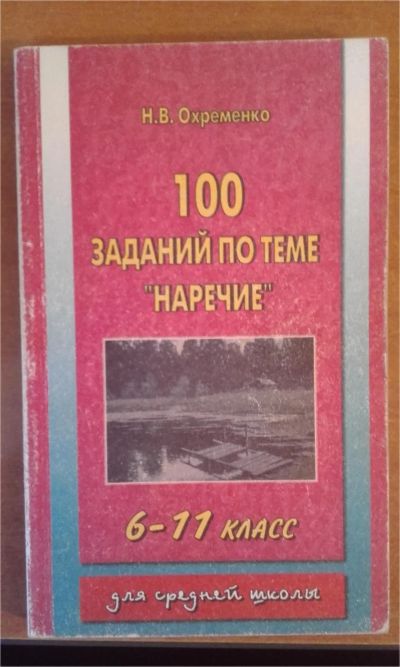 Н.В. Охременко
100
ЗАДАНИЙ ПО ТЕМЕ
"НАРЕЧИЕ"
6-11 КЛАСС
для средней школы